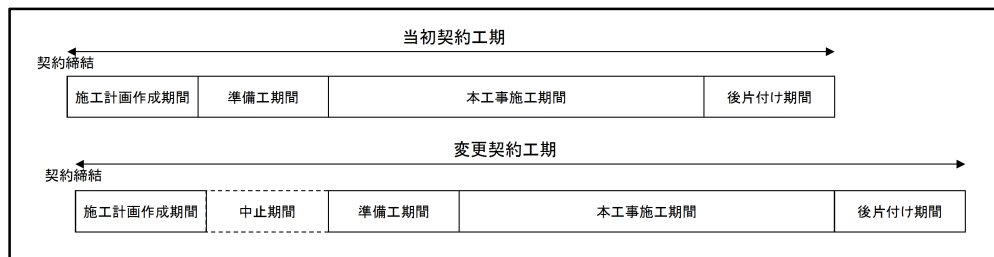 当初契約工期
契約締結
施工計画作成期間 準備工期間 本工事施工期間 後片付け期間
変更契約工期
契約締結
施工計画作成期間 中止期間 準備工期間 本工事施工期間 後片付け期間